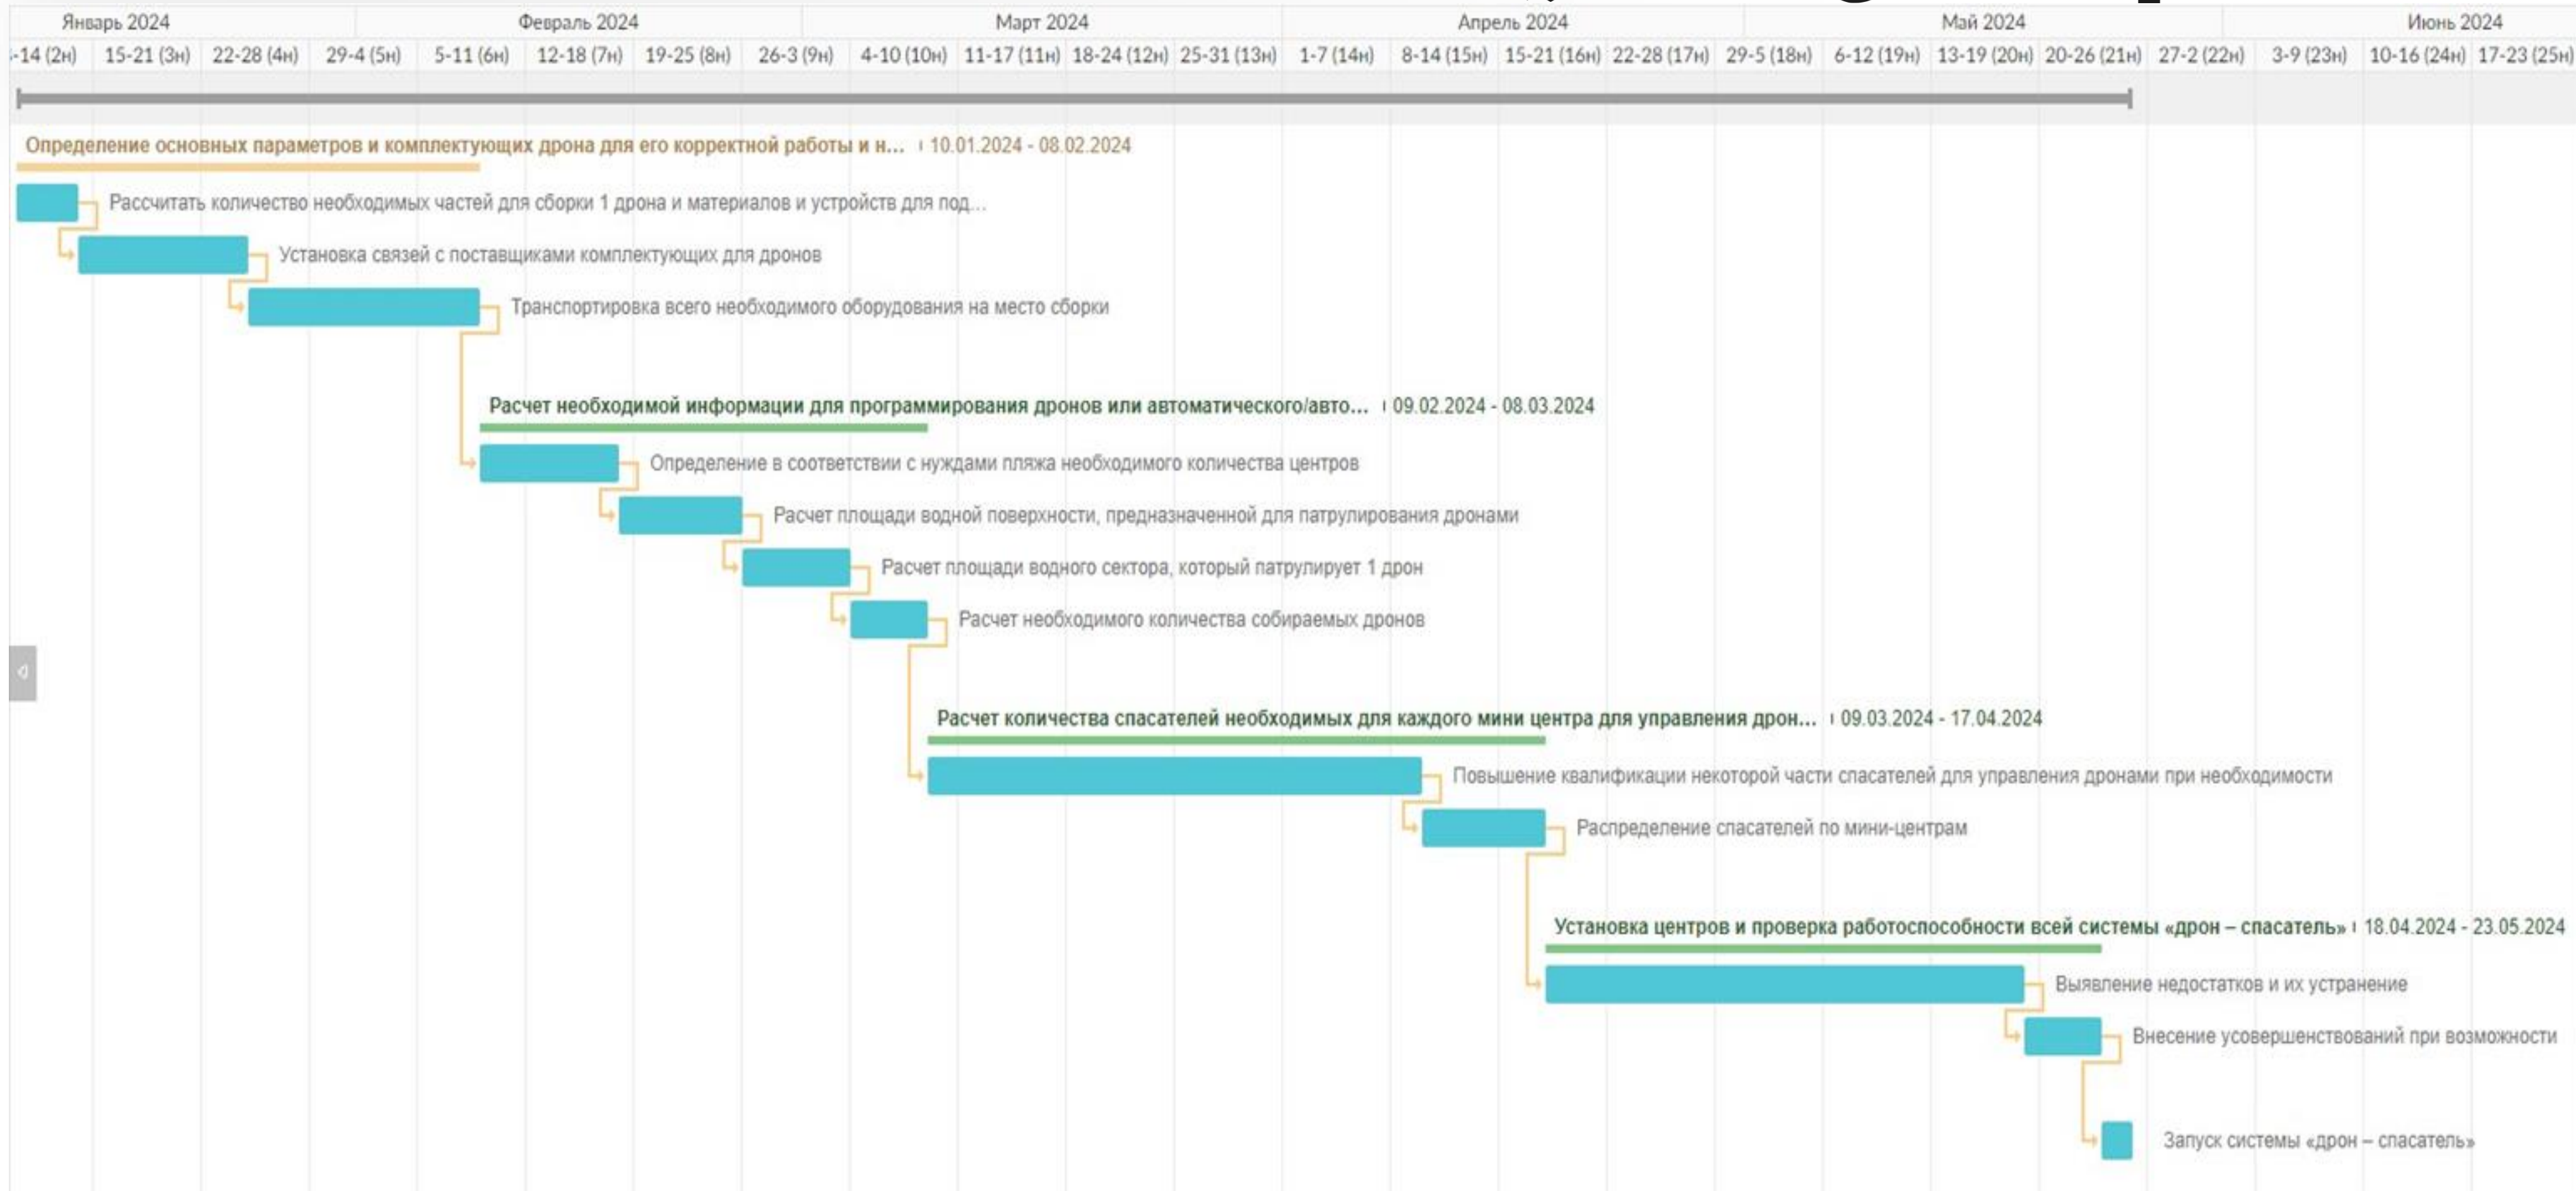 Январь 2024 Февраль 2024 Март 2024 Апрель 2024 Май 2024 Июнь 2024
-14 (2н) 15-21 (3н) 22-28 (4н) 29-4 (5н) 5-11 (6н) 12-18 (7н) 19-25 (8н) 26-3 (9н) 4-10 (10н) 11-17 (11н) 18-24 (12н) 25-31 (13н) 1-7 (14н) 8-14 (15н) 15-21 (16н) 22-28 (17н) 29-5 (18н) 6-12 (19н) 13-19 (20н) 20-26 (21н) 27-2 (22н) 3-9 (23н) 10-16 (24н) 17-23 (25н)
Определение основных параметров и комплектующих дрона для его корректной работы и н... 10.01.2024 - 08.02.2024
Рассчитать количество необходимых частей для сборки 1 дрона и материалов и устройств для под...
Установка связей с поставщиками комплектующих для дронов
Транспортировка всего необходимого оборудования на место сборки
Расчет необходимой информации для программирования дронов или автоматического/авто... 09.02.2024 - 08.03.2024
Определение в соответствии с нуждами пляжа необходимого количества центров
Расчет площади водной поверхности, предназначенной для патрулирования дронами
Расчет площади водного сектора, который патрулирует 1 дрон
Расчет необходимого количества собираемых дронов
Расчет количества спасателей необходимых для каждого мини центра для управления дрон... 09.03.2024 - 17.04.2024
Повышение квалификации некоторой части спасателей для управления дронами при необходимости
Распределение спасателей по мини-центрам
Установка центров и проверка работоспособности всей системы «дрон – спасатель» 18.04.2024 - 23.05.2024
Выявление недостатков и их устранение
Внесение усовершенствований при возможности
Запуск системы «дрон – спасатель»